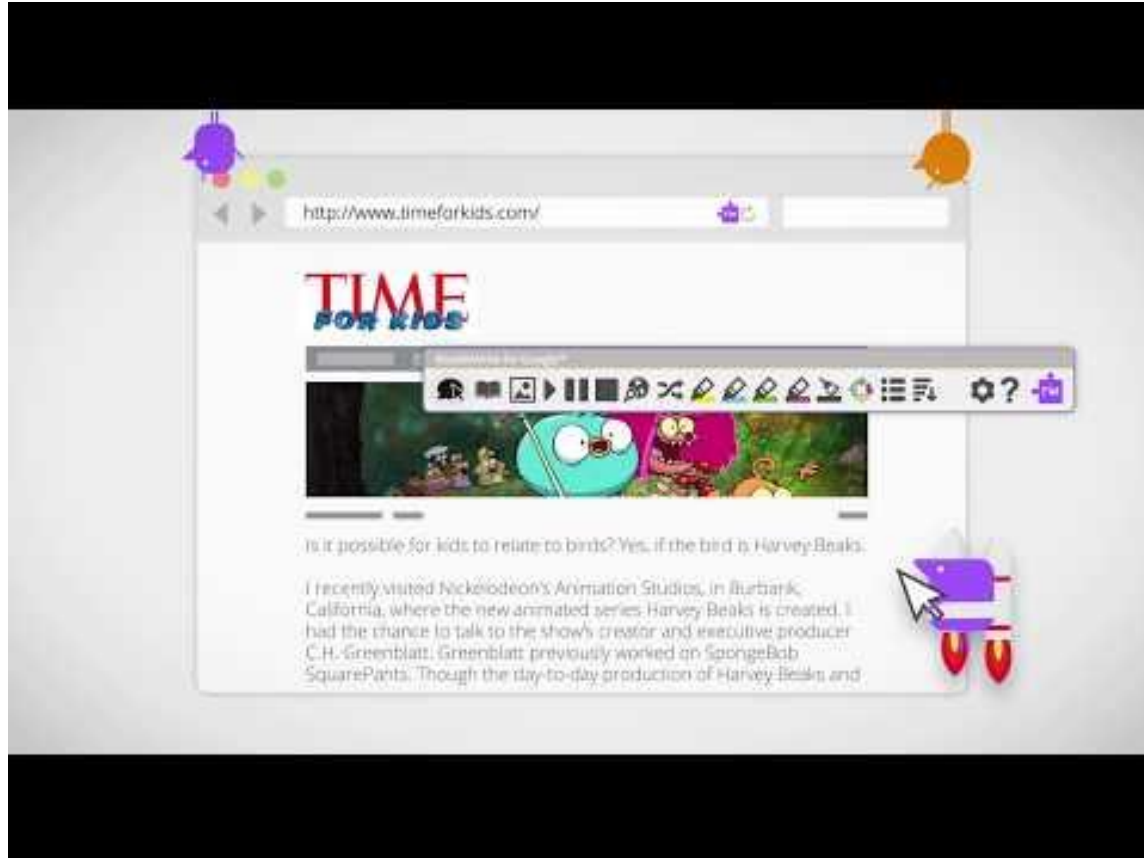 http://www.timeforkids.com/
TIME
FOR KIDS
?
rw
Is it possible for kids to relate to birds? Yes, if the bird is Harvey Beaks.
I recently visited Nickelodeon's Animation Studios, in Burbank,
California, where the new animated series Harvey Beaks is created. I
had the chance to talk to the show's creator and executive producer
C.H. Greenblatt. Greenblatt previously worked on SpongeBob
SquarePants. Though the day-to-day production of Harvey Beaks and